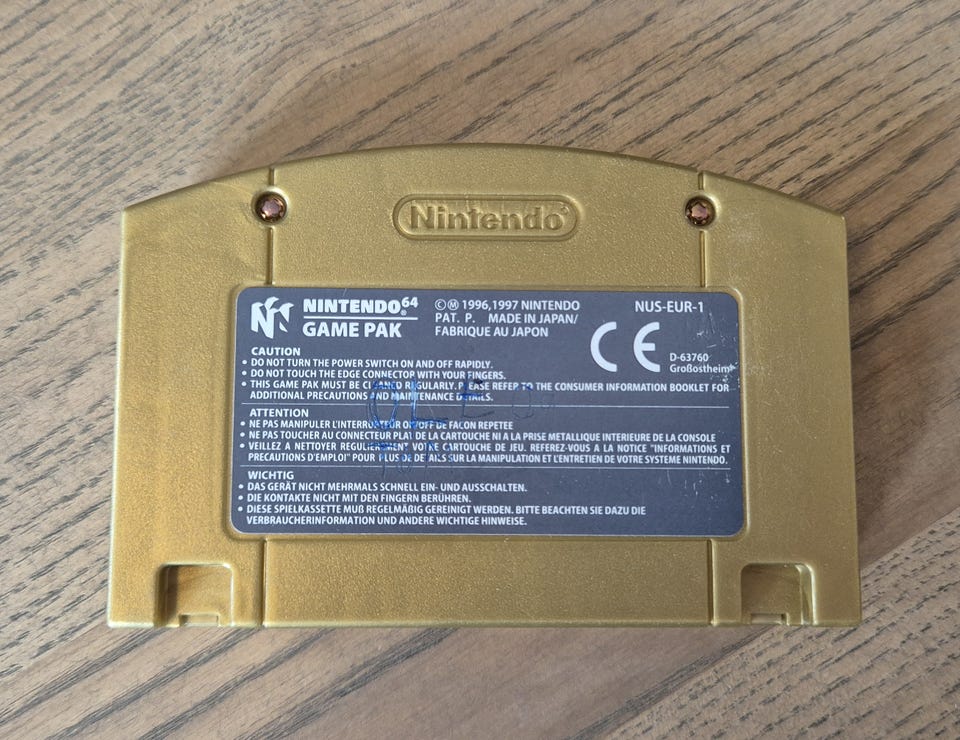 Nintendo®
NINTENDO⁶⁴
GAME PAK
©Ⓜ 1996,1997 NINTENDO
PAT. P. MADE IN JAPAN/
FABRIQUE AU JAPON
NUS-EUR-1
CE
D-63760
Großostheim
CAUTION
• DO NOT TURN THE POWER SWITCH ON AND OFF RAPIDLY.
• DO NOT TOUCH THE EDGE CONNECTOR WITH YOUR FINGERS.
• THIS GAME PAK MUST BE CLEANED REGULARLY. PLEASE REFER TO THE CONSUMER INFORMATION BOOKLET FOR
ADDITIONAL PRECAUTIONS AND MAINTENANCE DETAILS.
ATTENTION
• NE PAS MANIPULER L'INTERRUPTEUR ON/OFF DE FACON REPETEE
• NE PAS TOUCHER AU CONNECTEUR PLAT DE LA CARTOUCHE NI A LA PRISE METALLIQUE INTERIEURE DE LA CONSOLE
• VEILLEZ A NETTOYER REGULIEREMENT VOTRE CARTOUCHE DE JEU. REFEREZ-VOUS A LA NOTICE "INFORMATIONS ET
PRECAUTIONS D'EMPLOI" POUR PLUS DE DETAILS SUR LA MANIPULATION ET L'ENTRETIEN DE VOTRE SYSTEME NINTENDO.
WICHTIG
• DAS GERÄT NICHT MEHRMALS SCHNELL EIN- UND AUSSCHALTEN.
• DIE KONTAKTE NICHT MIT DEN FINGERN BERÜHREN.
• DIESE SPIELKASSETTE MUß REGELMÄßIG GEREINIGT WERDEN. BITTE BEACHTEN SIE DAZU DIE
VERBRAUCHERINFORMATION UND ANDERE WICHTIGE HINWEISE.